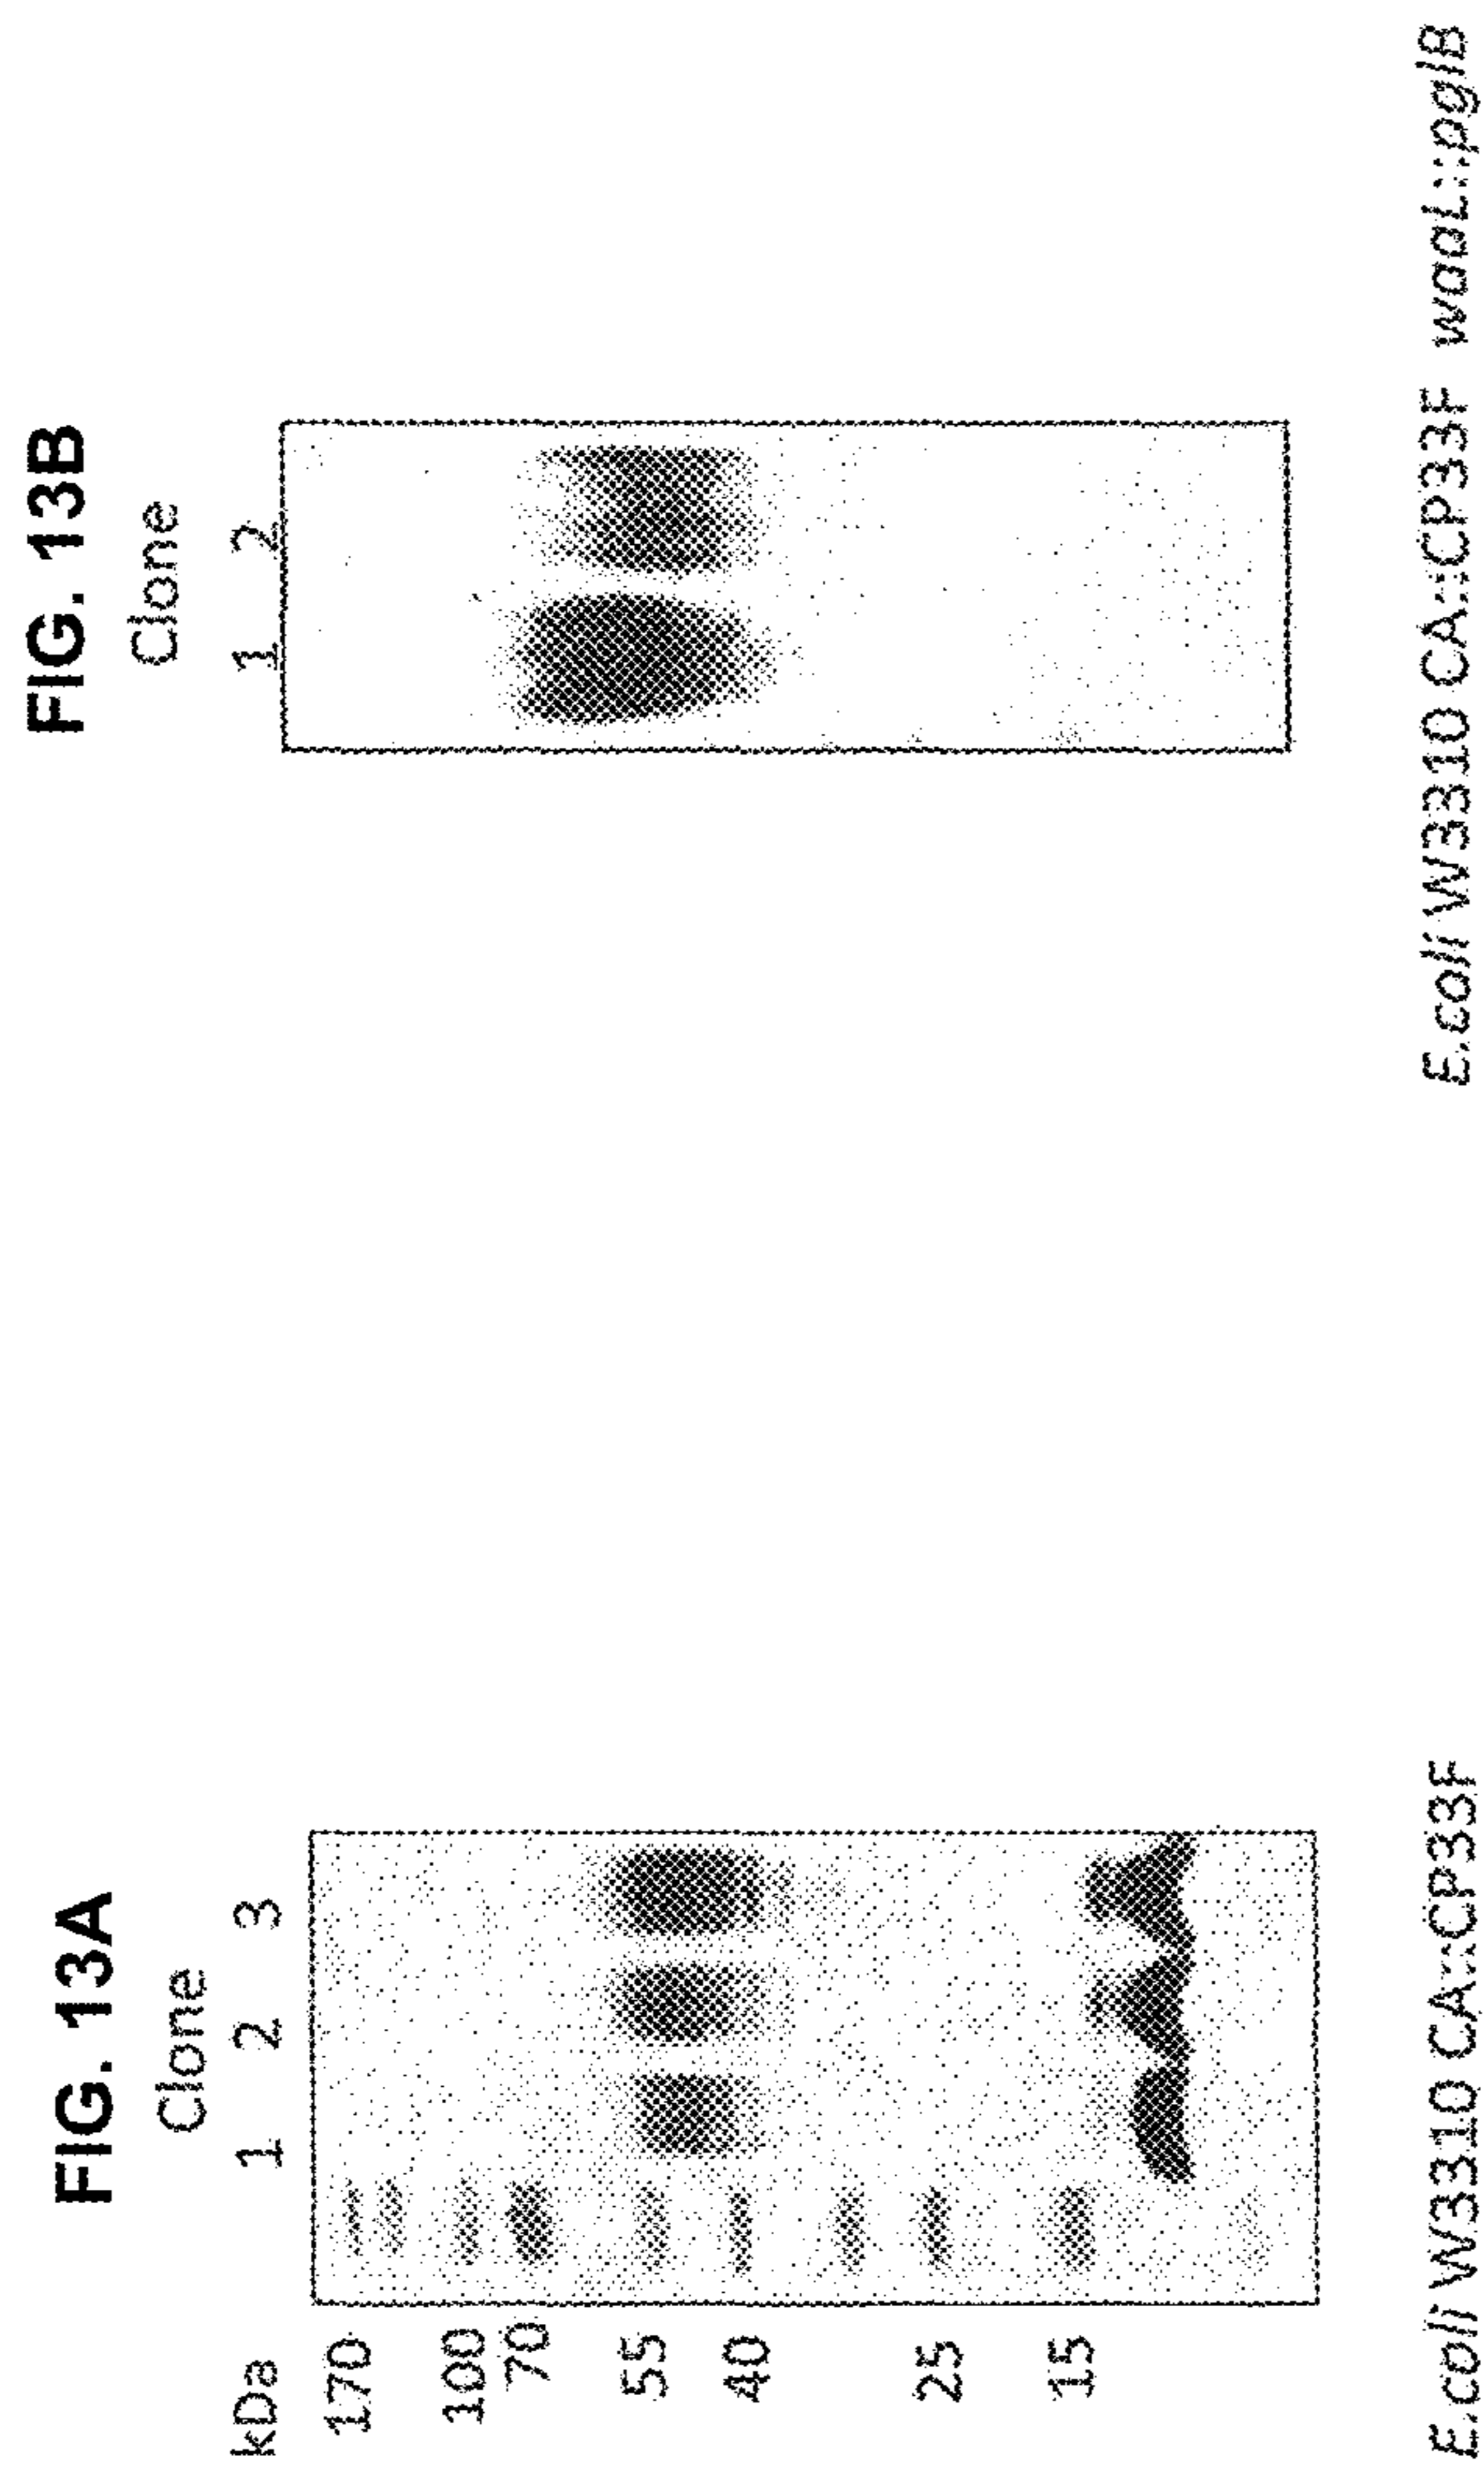 FIG. 13A
Clone
kDa 1 2 3
170
100
70
55
40
25
15
E.coli W3310 CA::CP33F
FIG. 13B
Clone
1 2
E.coli W3310 CA::CP33F waaL::pglB